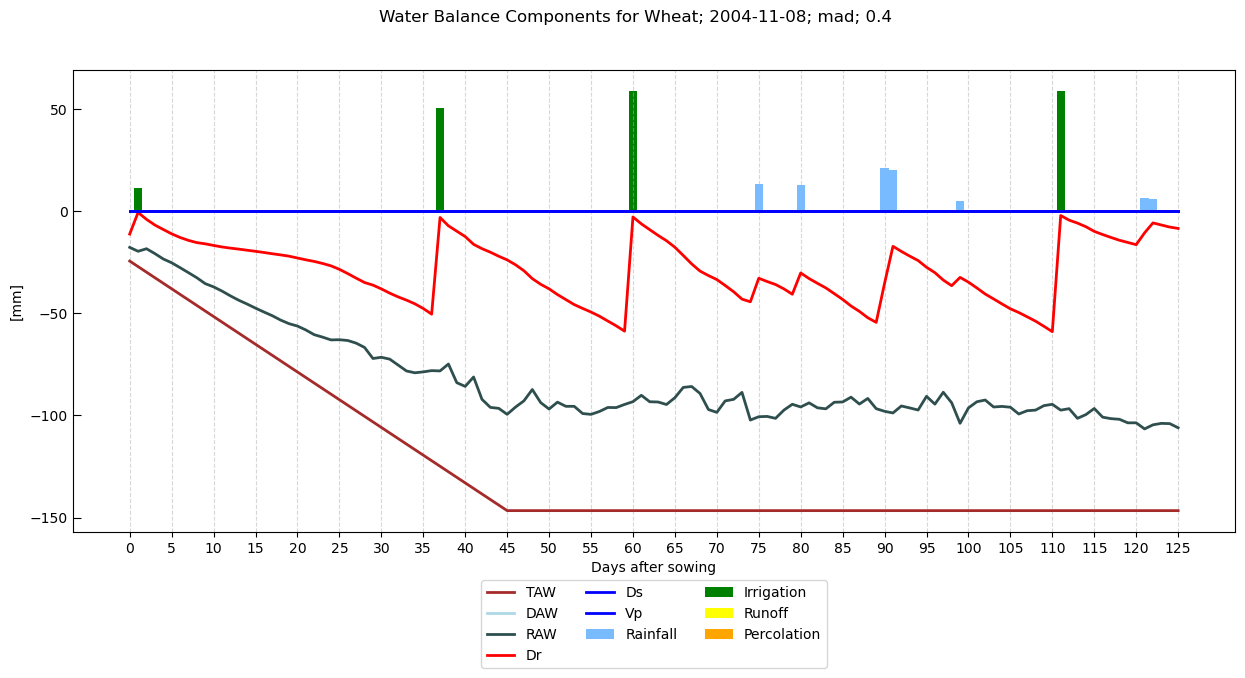 Water Balance Components for Wheat; 2004-11-08; mad; 0.4
50
0
−50
−100
−150
[mm]
0 5 10 15 20 25 30 35 40 45 50 55 60 65 70 75 80 85 90 95 100 105 110 115 120 125
Days after sowing
TAW Ds Irrigation
DAW Vp Runoff
RAW Rainfall Percolation
Dr